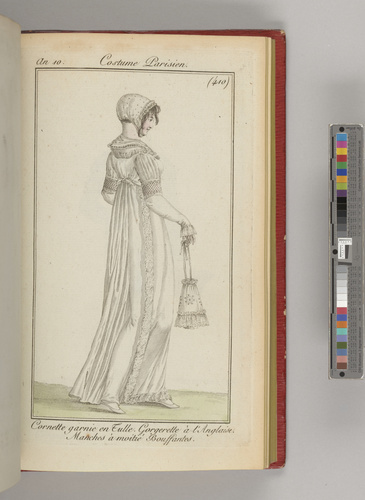 An 10. Costume Parisien.
(410)
Cornette garnie en Tulle. Gorgerette à l'Anglaise.
Manches à moitié Bouffantes.